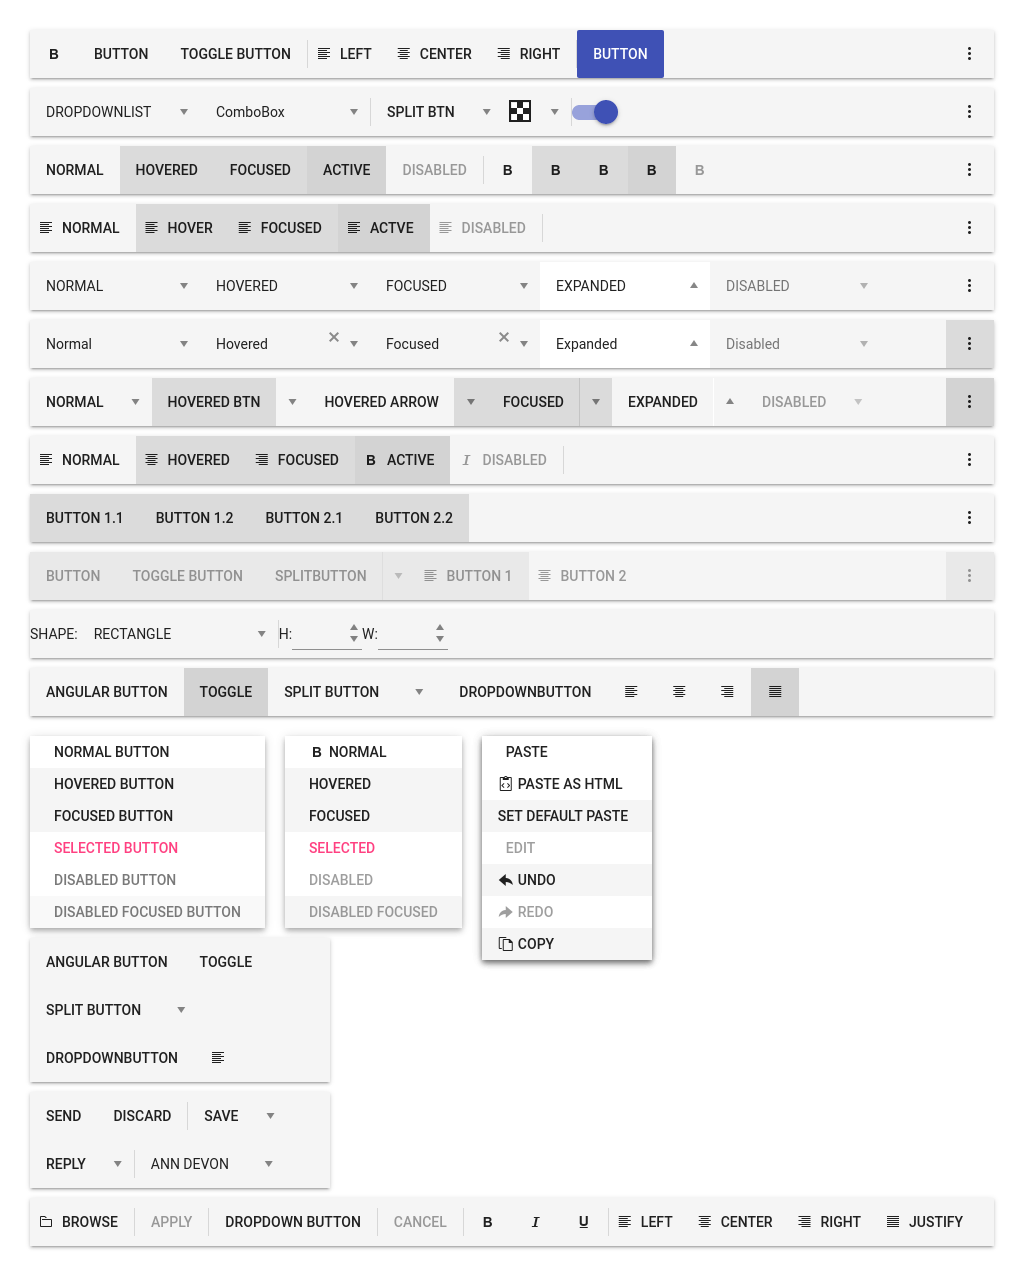 B BUTTON TOGGLE BUTTON LEFT CENTER RIGHT BUTTON
DROPDOWNLIST ComboBox SPLIT BTN
NORMAL HOVERED FOCUSED ACTIVE DISABLED B B B B B
NORMAL HOVER FOCUSED ACTVE DISABLED
NORMAL HOVERED FOCUSED EXPANDED DISABLED
Normal Hovered Focused Expanded Disabled
NORMAL HOVERED BTN HOVERED ARROW FOCUSED EXPANDED DISABLED
NORMAL HOVERED FOCUSED B ACTIVE I DISABLED
BUTTON 1.1 BUTTON 1.2 BUTTON 2.1 BUTTON 2.2
BUTTON TOGGLE BUTTON SPLITBUTTON BUTTON 1 BUTTON 2
SHAPE: RECTANGLE H: W:
ANGULAR BUTTON TOGGLE SPLIT BUTTON DROPDOWNBUTTON
NORMAL BUTTON
HOVERED BUTTON
FOCUSED BUTTON
SELECTED BUTTON
DISABLED BUTTON
DISABLED FOCUSED BUTTON
B NORMAL
HOVERED
FOCUSED
SELECTED
DISABLED
DISABLED FOCUSED
PASTE
PASTE AS HTML
SET DEFAULT PASTE
EDIT
UNDO
REDO
COPY
ANGULAR BUTTON TOGGLE
SPLIT BUTTON
DROPDOWNBUTTON
SEND DISCARD SAVE
REPLY ANN DEVON
BROWSE APPLY DROPDOWN BUTTON CANCEL B I U LEFT CENTER RIGHT JUSTIFY